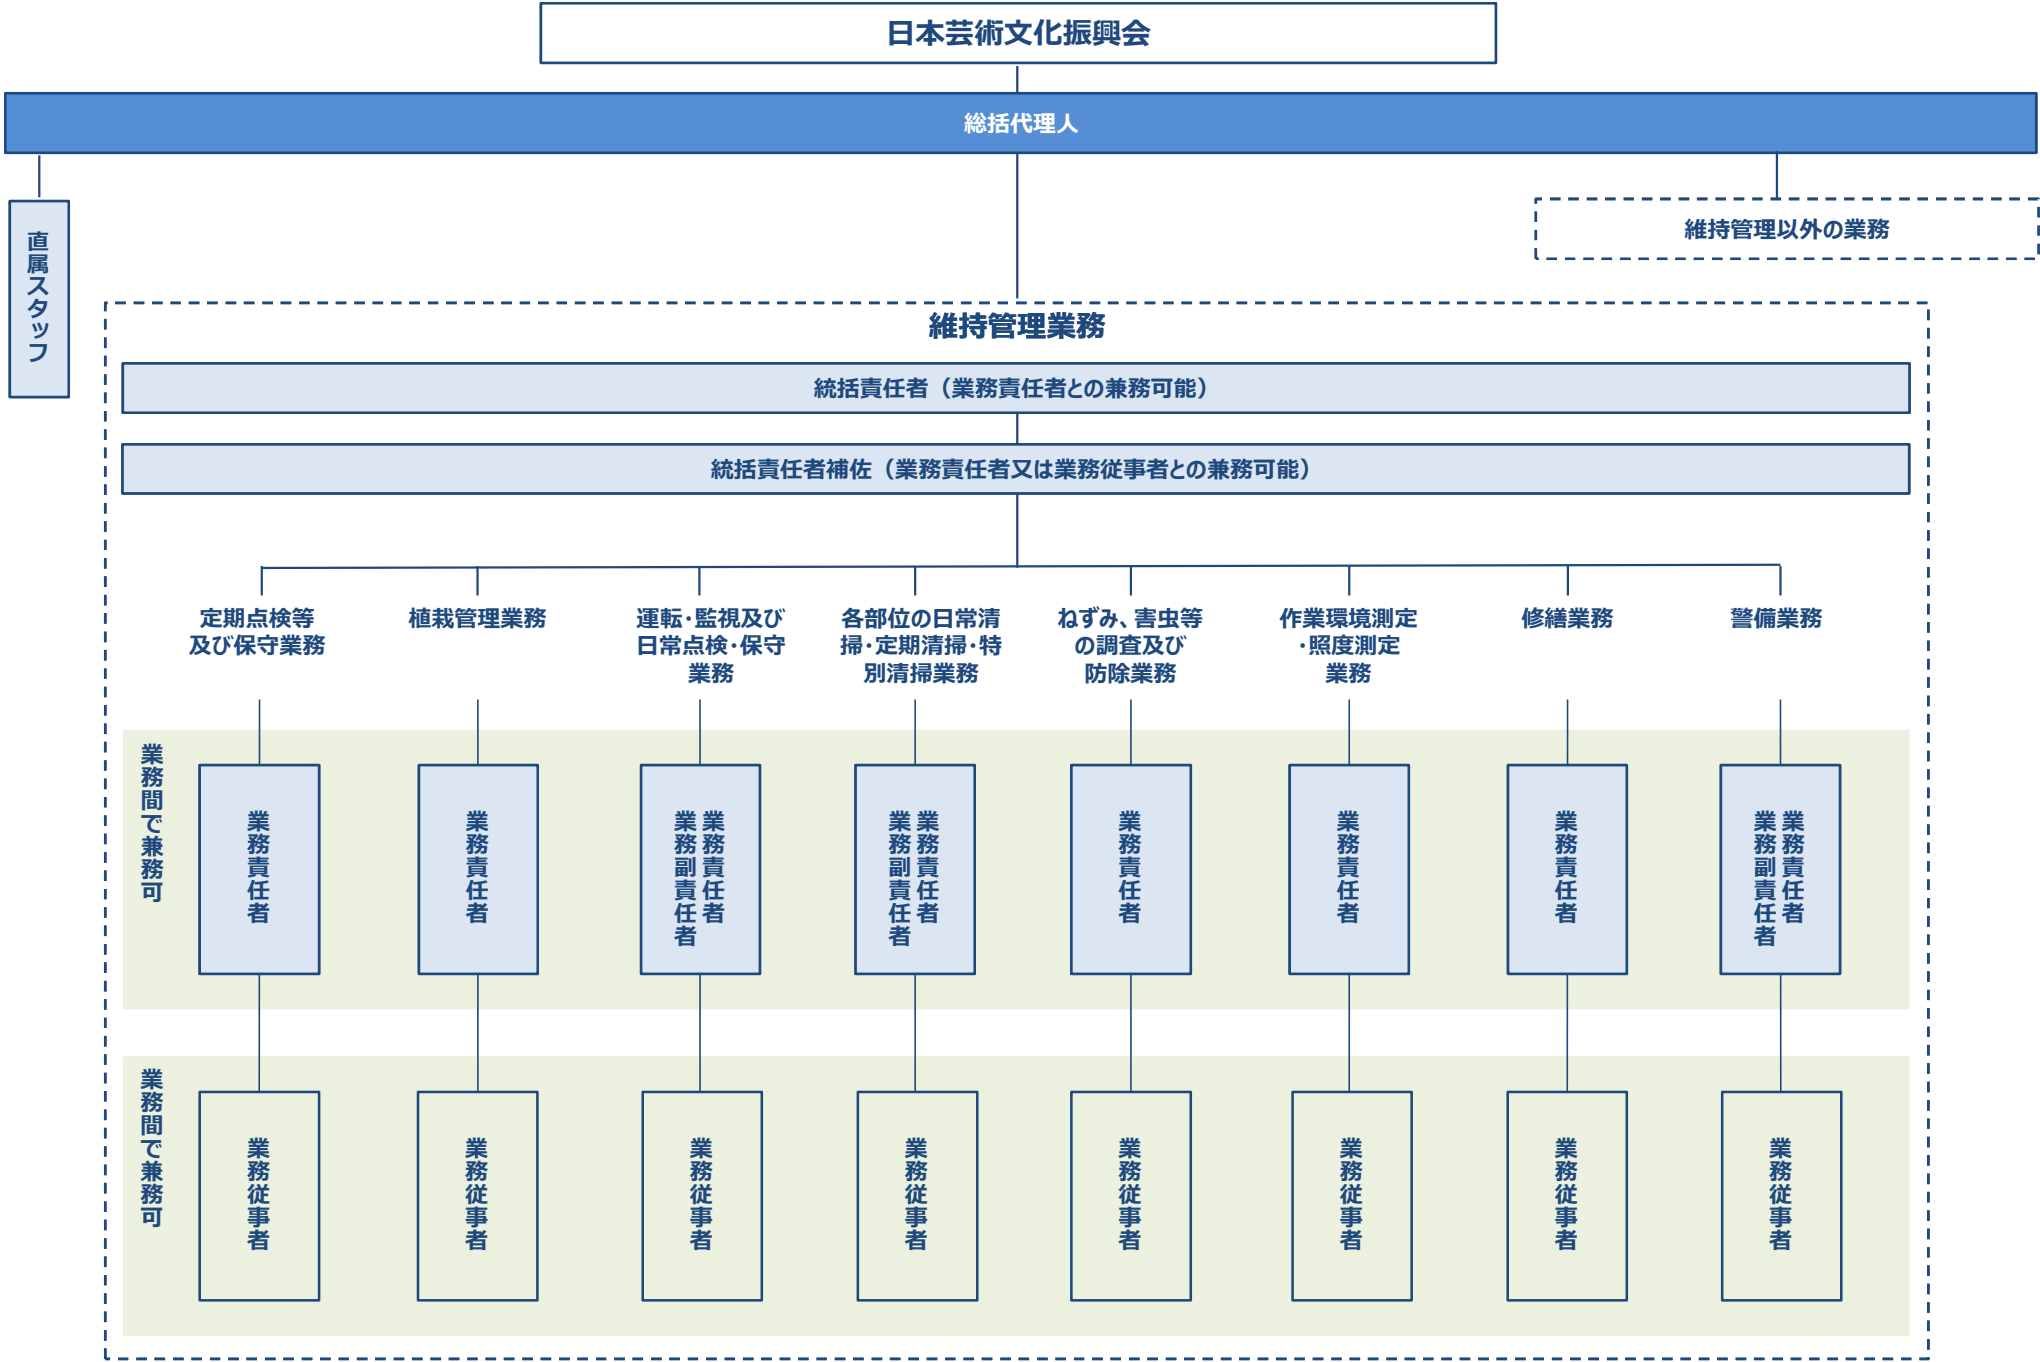 日本芸術文化振興会
総括代理人
直属スタッフ
維持管理以外の業務
維持管理業務
統括責任者（業務責任者との兼務可能）
統括責任者補佐（業務責任者又は業務従事者との兼務可能）
定期点検等
及び保守業務
植栽管理業務
運転・監視及び
日常点検・保守
業務
各部位の日常清
掃・定期清掃・特
別清掃業務
ねずみ、害虫等
の調査及び
防除業務
作業環境測定
・照度測定
業務
修繕業務
警備業務
業務間で兼務可
業務責任者
業務責任者
業務責任者
業務副責任者
業務責任者
業務副責任者
業務責任者
業務責任者
業務責任者
業務責任者
業務副責任者
業務間で兼務可
業務従事者
業務従事者
業務従事者
業務従事者
業務従事者
業務従事者
業務従事者
業務従事者